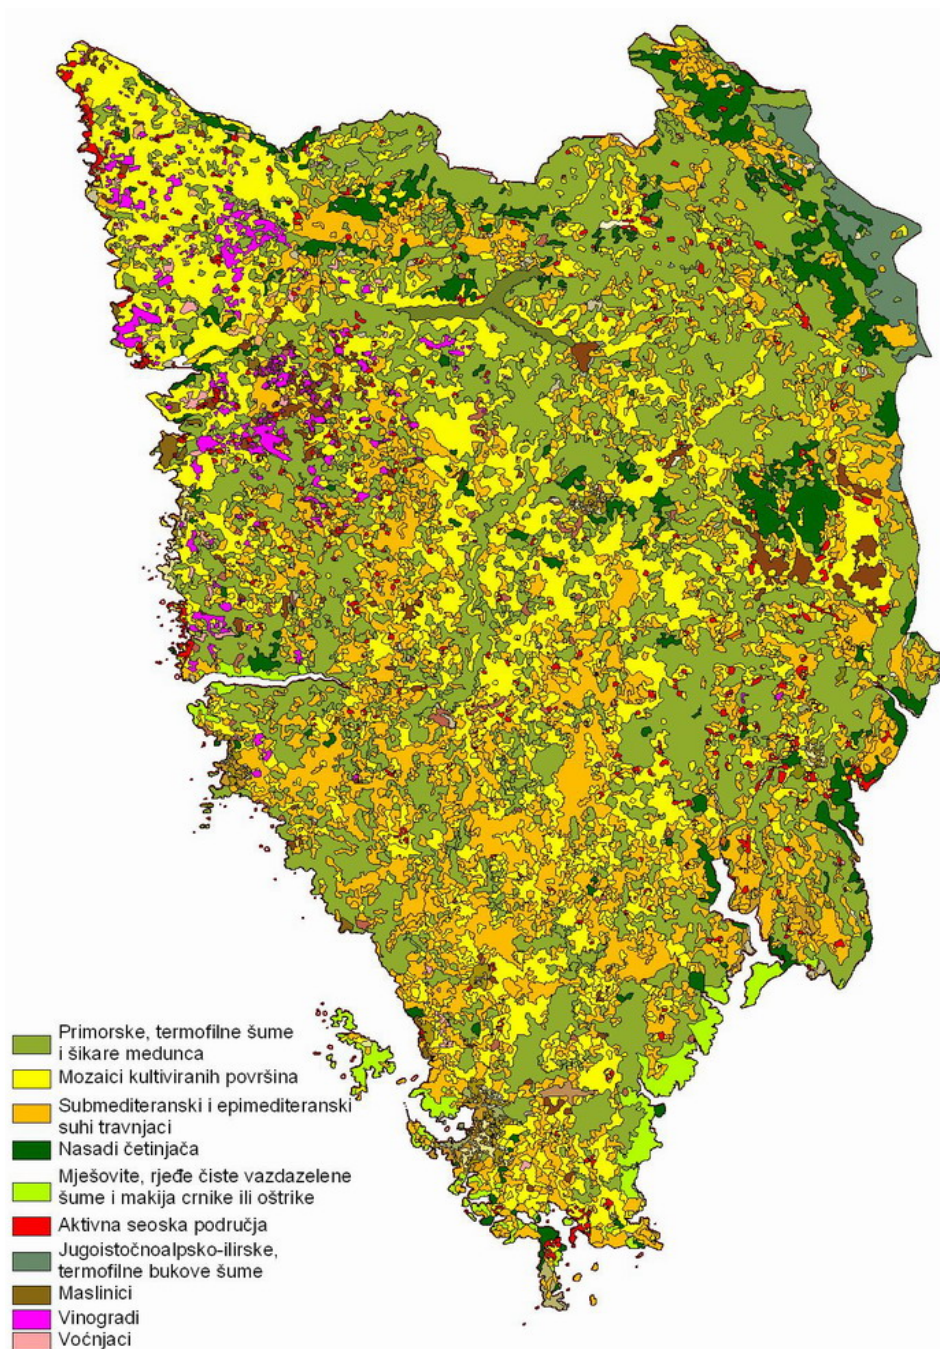 Primorske, termofilne šume
i šikare medunca
Mozaici kultiviranih površina
Submediteranski i epimediteranski
suhi travnjaci
Nasadi četinjača
Mješovite, rjeđe čiste vazdazelene
šume i makija crnike ili oštrike
Aktivna seoska područja
Jugoistočnoalpsko-ilirske,
termofilne bukove šume
Maslinici
Vinogradi
Voćnjaci